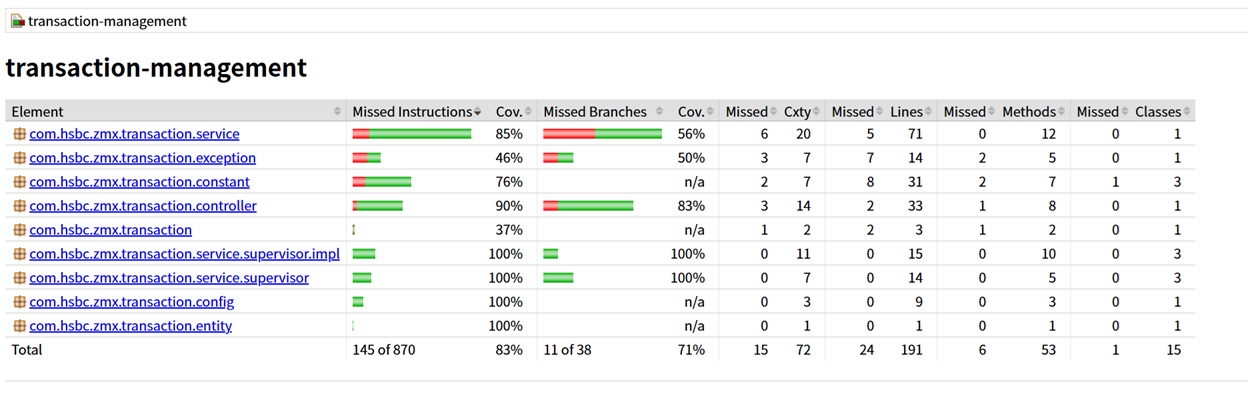 transaction-management
transaction-management
Element Missed Instructions Cov. Missed Branches Cov. Missed Cxty Missed Lines Missed Methods Missed Classes
com.hsbc.zmx.transaction.service 85% 56% 6 20 5 71 0 12 0 1
com.hsbc.zmx.transaction.exception 46% 50% 3 7 7 14 2 5 0 1
com.hsbc.zmx.transaction.constant 76% n/a 2 7 8 31 2 7 1 3
com.hsbc.zmx.transaction.controller 90% 83% 3 14 2 33 1 8 0 1
com.hsbc.zmx.transaction 37% n/a 1 2 2 3 1 2 0 1
com.hsbc.zmx.transaction.service.supervisor.impl 100% 100% 0 11 0 15 0 10 0 3
com.hsbc.zmx.transaction.service.supervisor 100% 100% 0 7 0 14 0 5 0 3
com.hsbc.zmx.transaction.config 100% n/a 0 3 0 9 0 3 0 1
com.hsbc.zmx.transaction.entity 100% n/a 0 1 0 1 0 1 0 1
Total 145 of 870 83% 11 of 38 71% 15 72 24 191 6 53 1 15